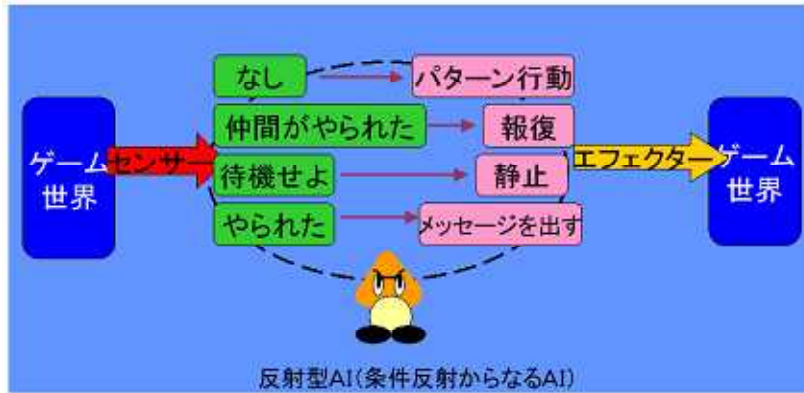 なし
パターン行動
仲間がやられた
報復
ゲーム
世界
センサー
待機せよ
静止
エフェクター
ゲーム
世界
やられた
メッセージを出す
反射型AI(条件反射からなるAI)